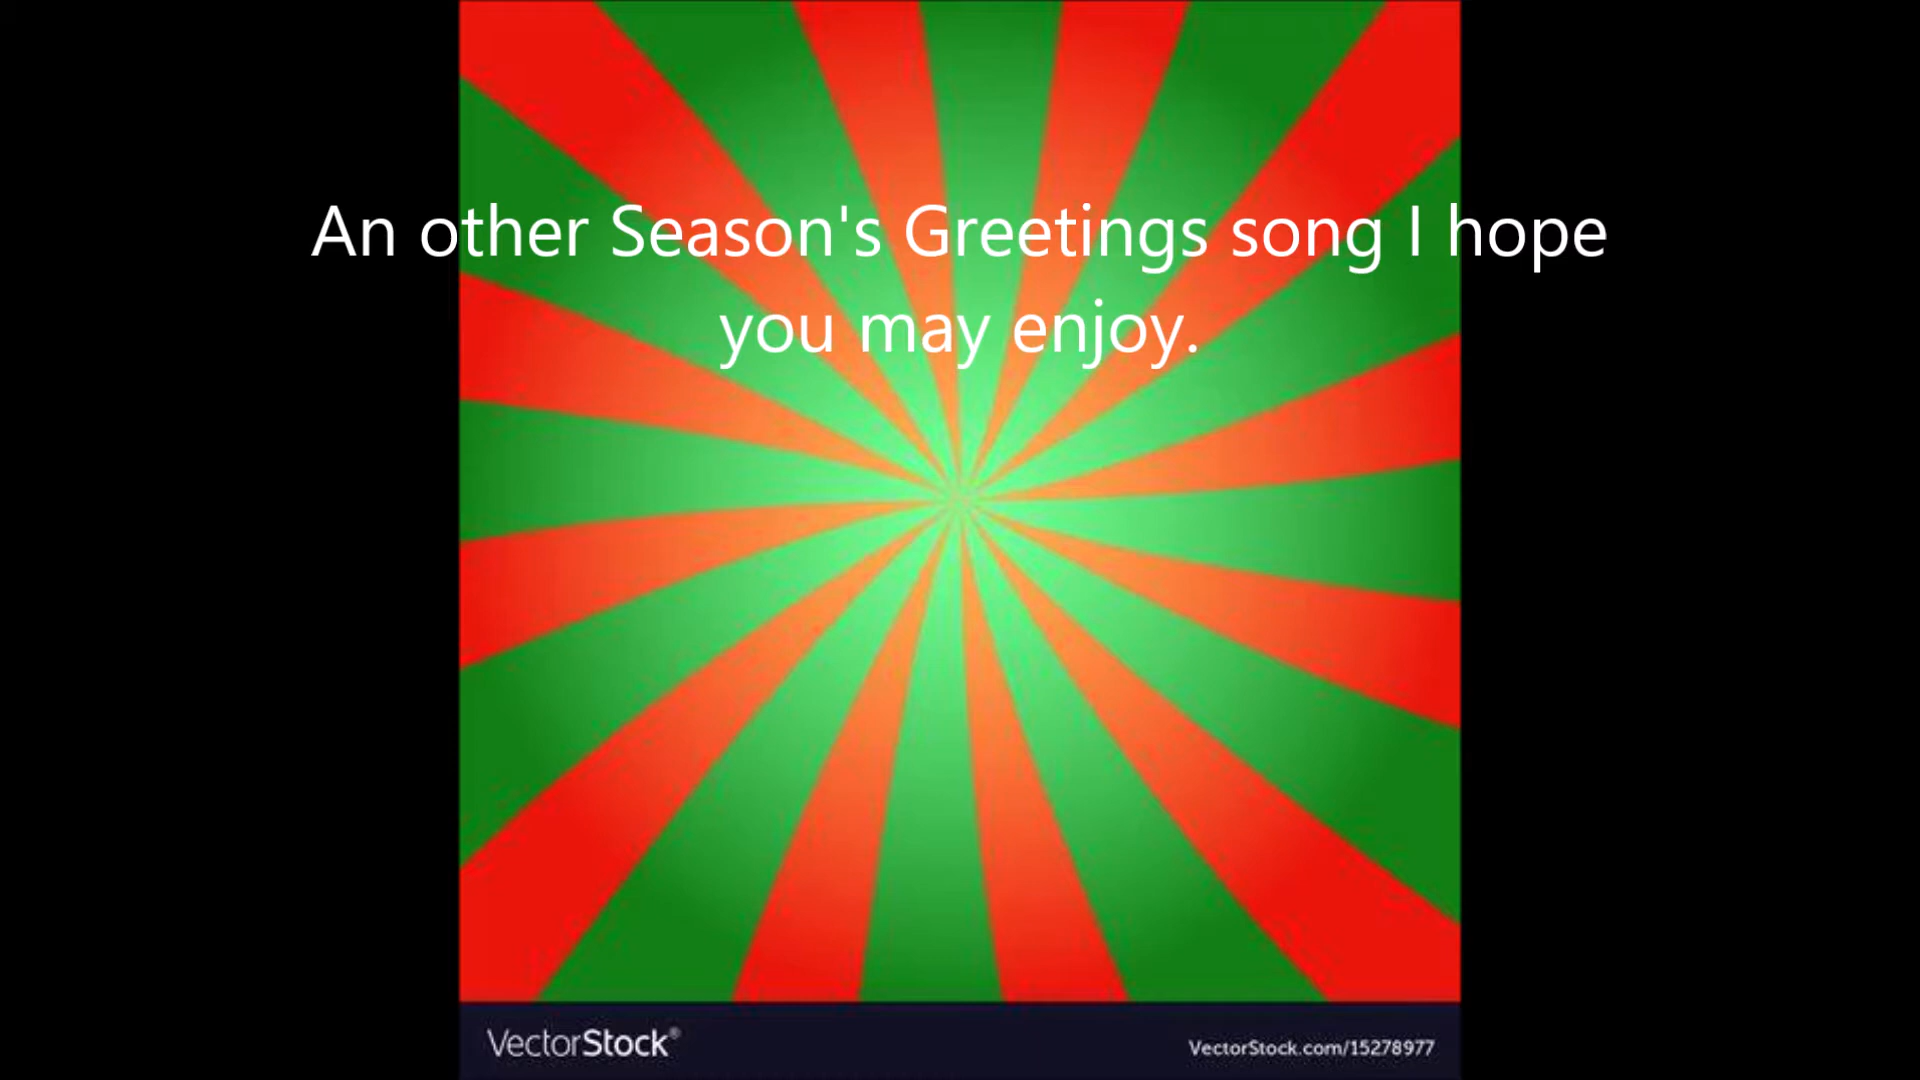 An other Season's Greetings song I hope
you may enjoy.
VectorStock®
VectorStock.com/15278977